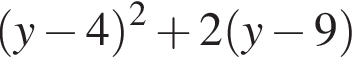 (y − 4)² + 2(y − 9)